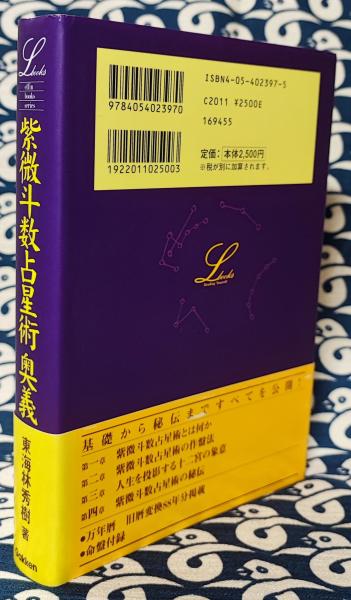 L books
elfin
books
series
紫微斗数占星術 奥義
東海林秀樹 著
Gakken
ISBN4-05-402397-5
C2011 ¥2500E
169455
9784054023970
1922011025003
定価：本体2,500円
※税が別に加算されます。
L books
基礎から秘伝まですべてを公開！
第一章 紫微斗数占星術とは何か
第二章 紫微斗数占星術の作盤法
第三章 人生を投影する十二宮の象意
第四章 紫微斗数占星術の秘伝
●万年暦 旧暦変換88年分掲載
●命盤付録